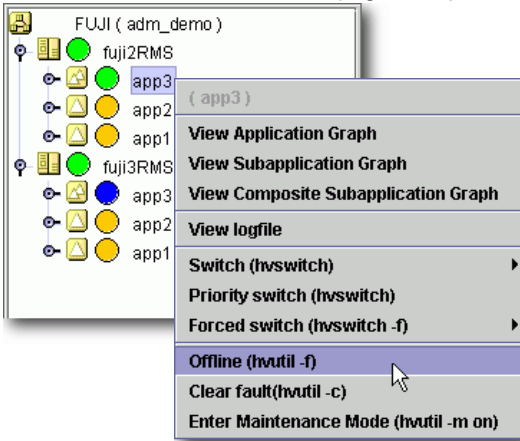 FUJI ( adm_demo )
fuji2RMS
app3
app2
app1
fuji3RMS
app3
app2
app1
( app3 )
View Application Graph
View Subapplication Graph
View Composite Subapplication Graph
View logfile
Switch (hvswitch)
Priority switch (hvswitch)
Forced switch (hvswitch -f)
Offline (hvutil -f)
Clear fault(hvutil -c)
Enter Maintenance Mode (hvutil -m on)